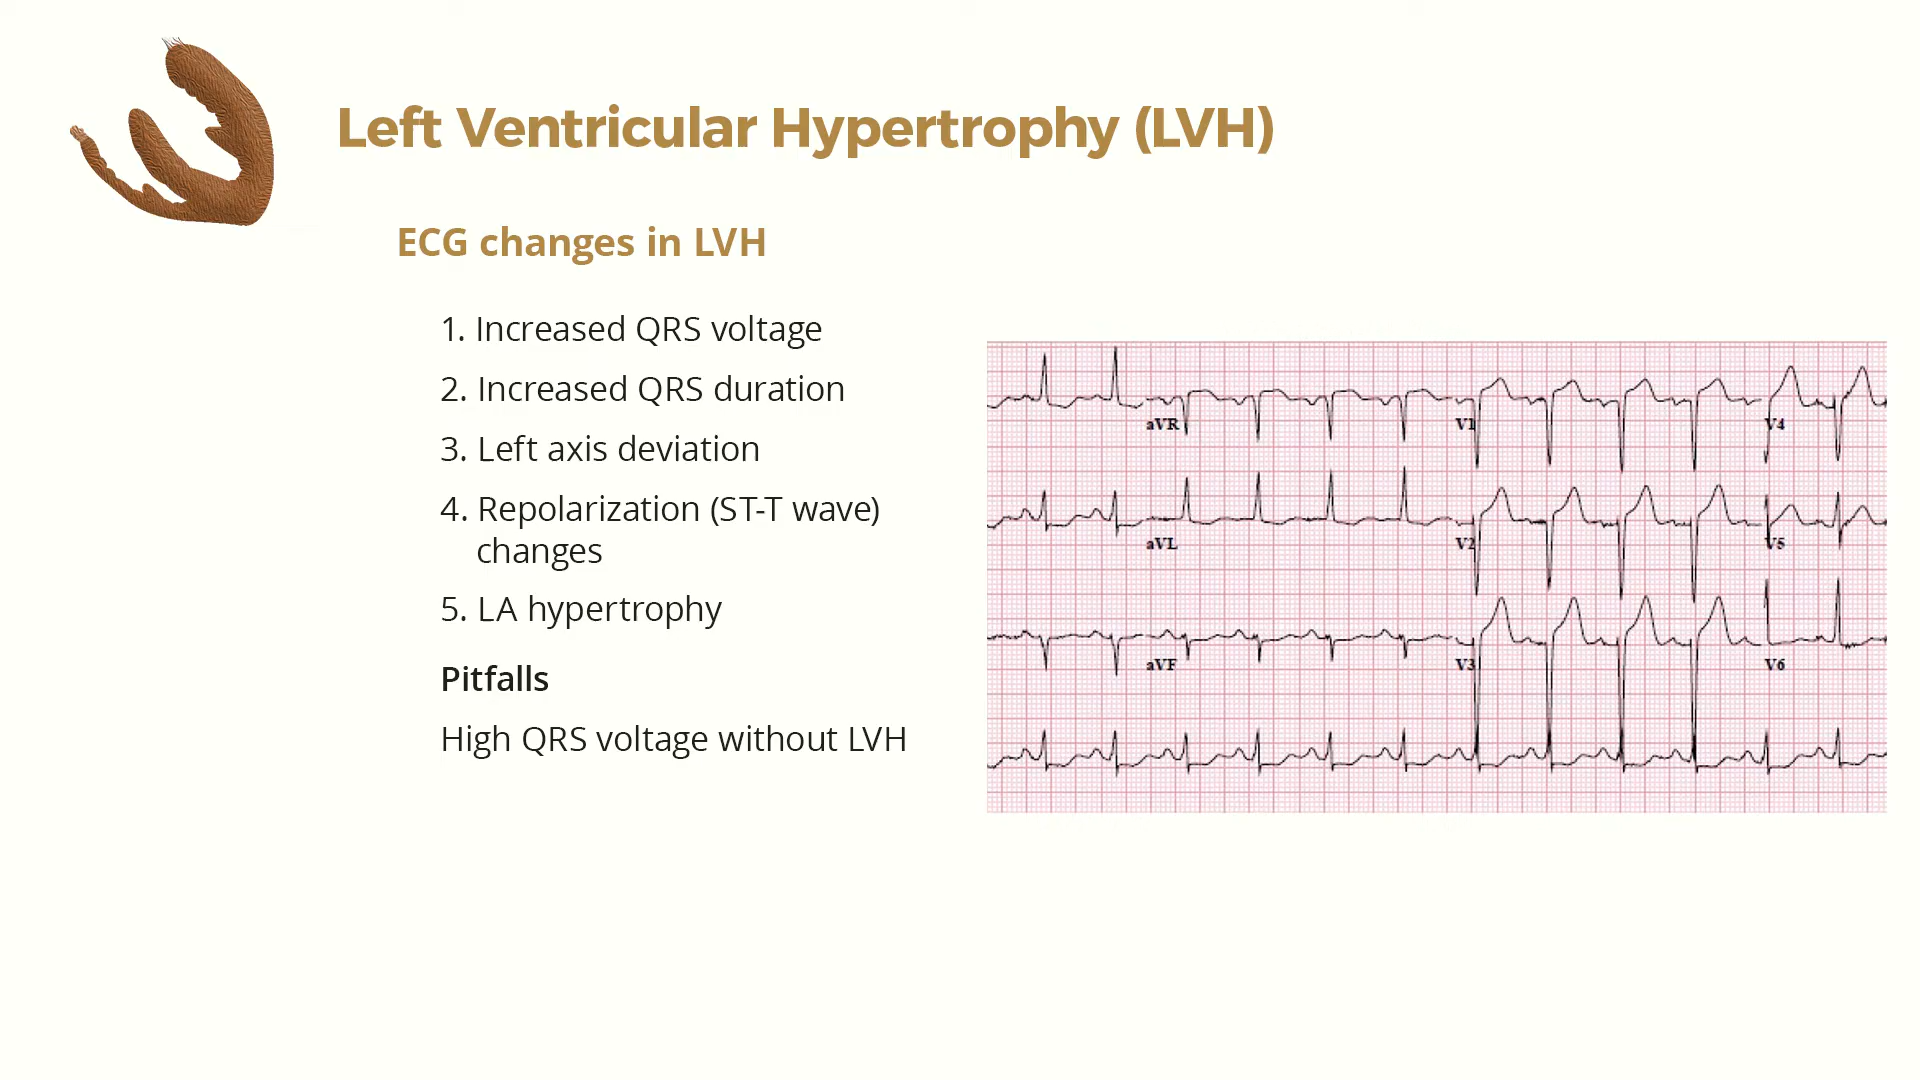 Left Ventricular Hypertrophy (LVH)
ECG changes in LVH
1. Increased QRS voltage
2. Increased QRS duration
3. Left axis deviation
4. Repolarization (ST-T wave)
changes
5. LA hypertrophy
Pitfalls
High QRS voltage without LVH
aVR
V1
V4
aVL
V2
V5
aVF
V3
V6